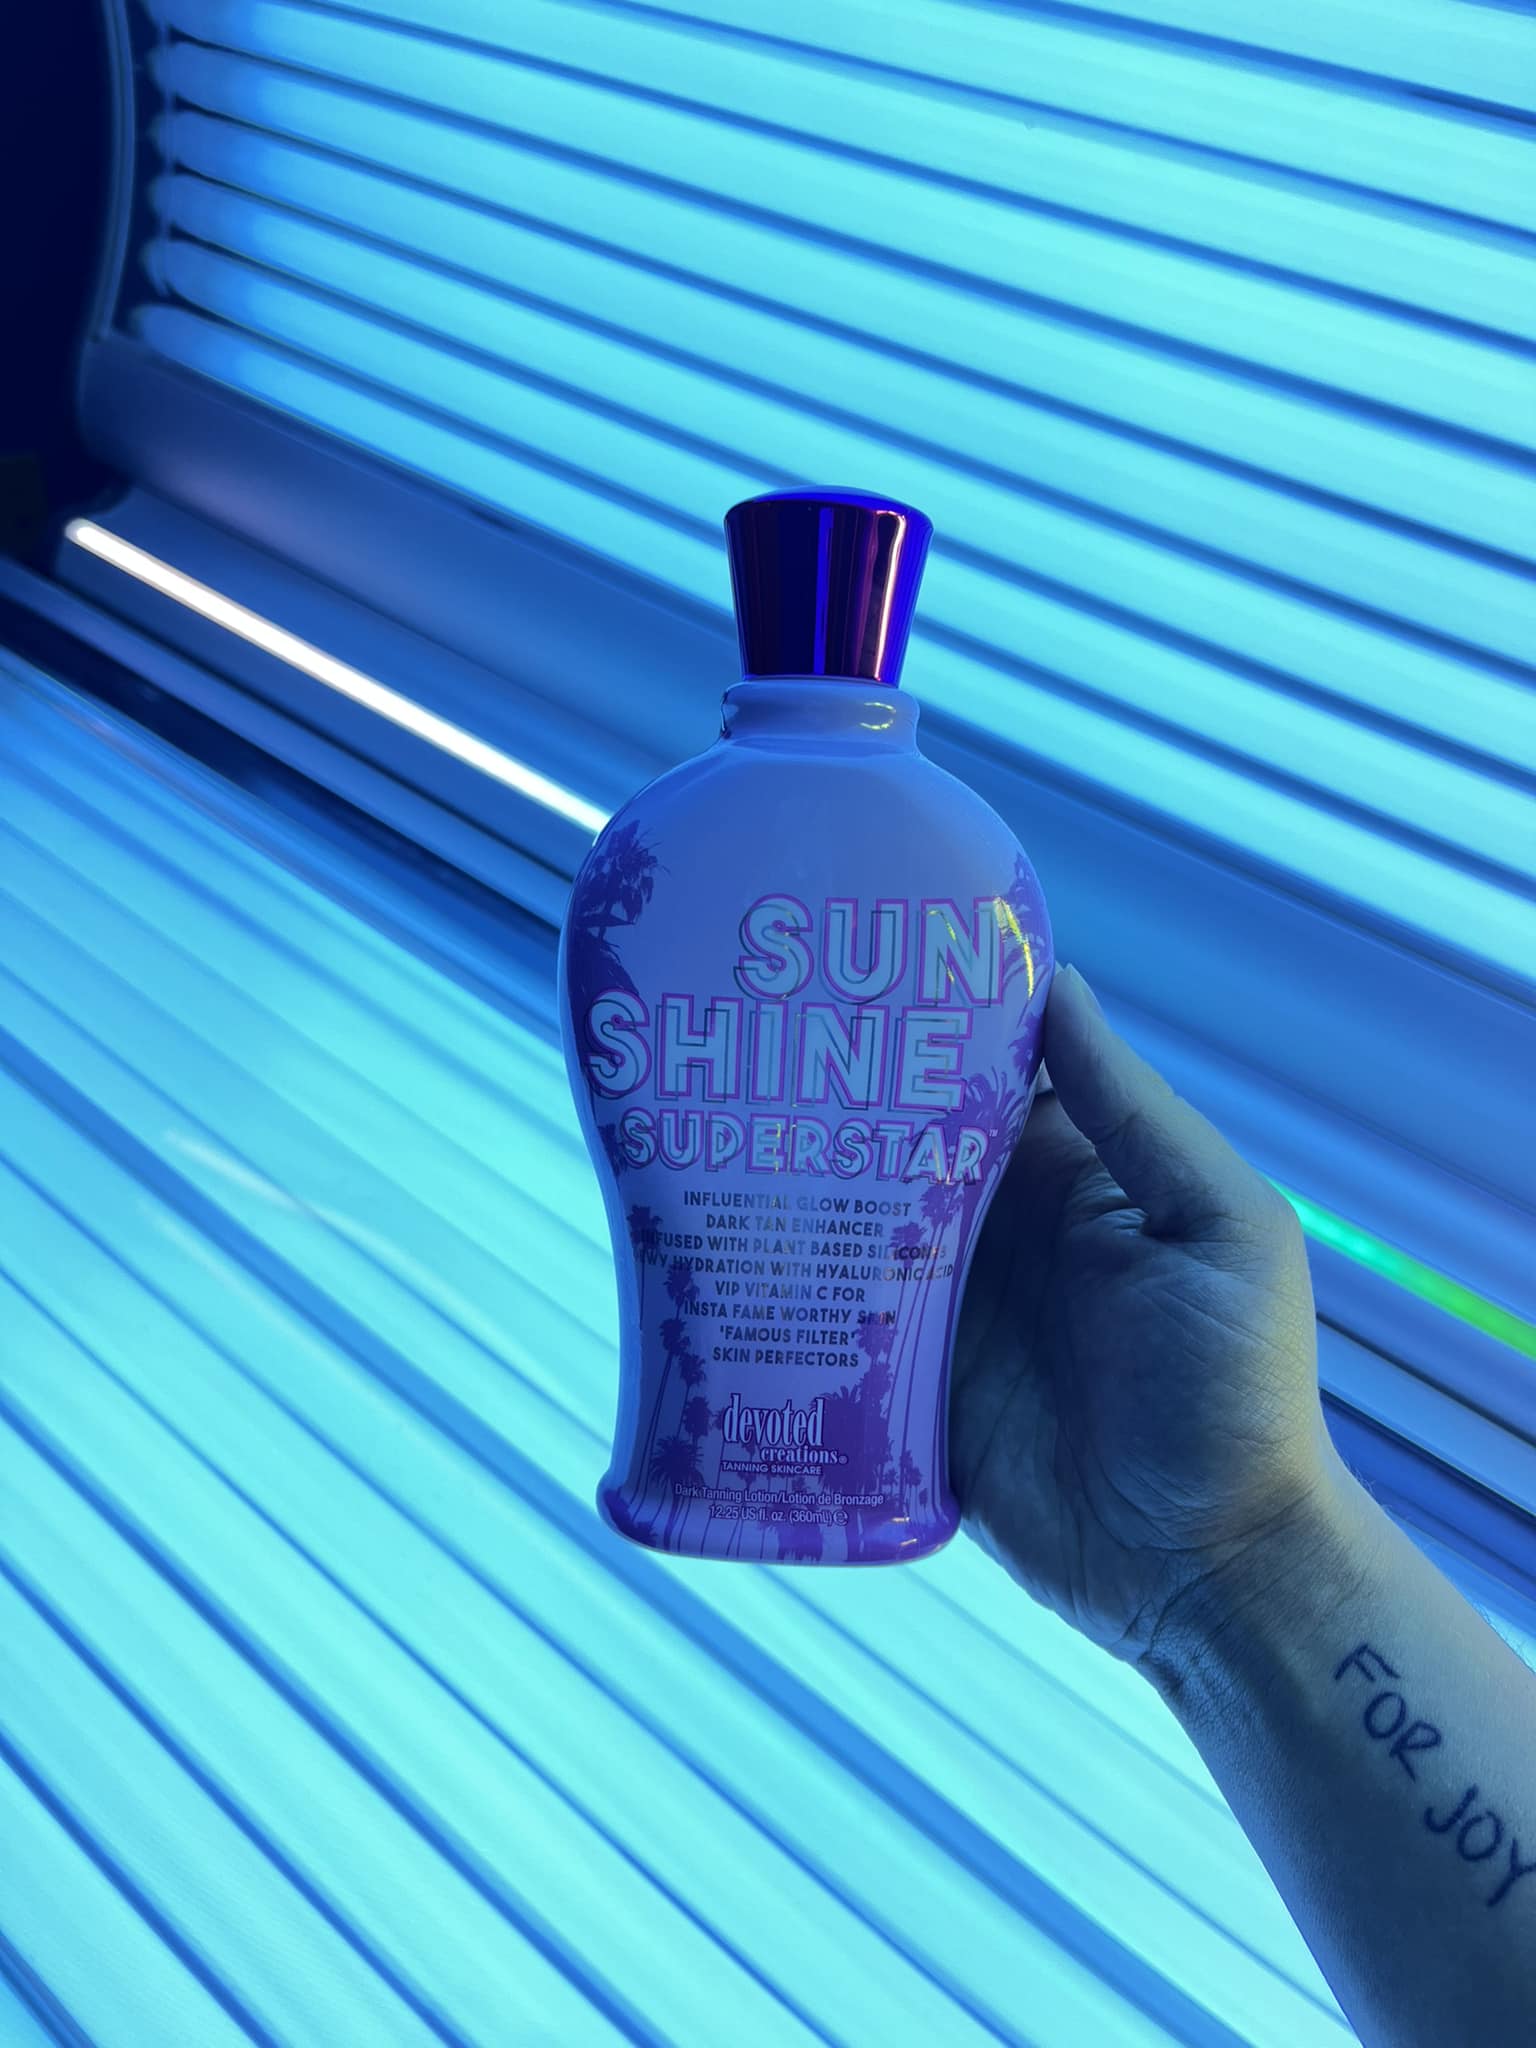 SUN
SHINE
SUPERSTAR™
INFLUENTIAL GLOW BOOST
DARK TAN ENHANCER
INFUSED WITH PLANT BASED SILICONES
HYDRATION WITH HYALURONIC ACID
VIP VITAMIN C FOR
INSTA FAME WORTHY SKIN
'FAMOUS FILTER'
SKIN PERFECTORS
devoted
creations®
TANNING SKINCARE
Dark Tanning Lotion/Lotion de Bronzage
12.25 US fl. oz. (360mL) ℮
FOR JOY